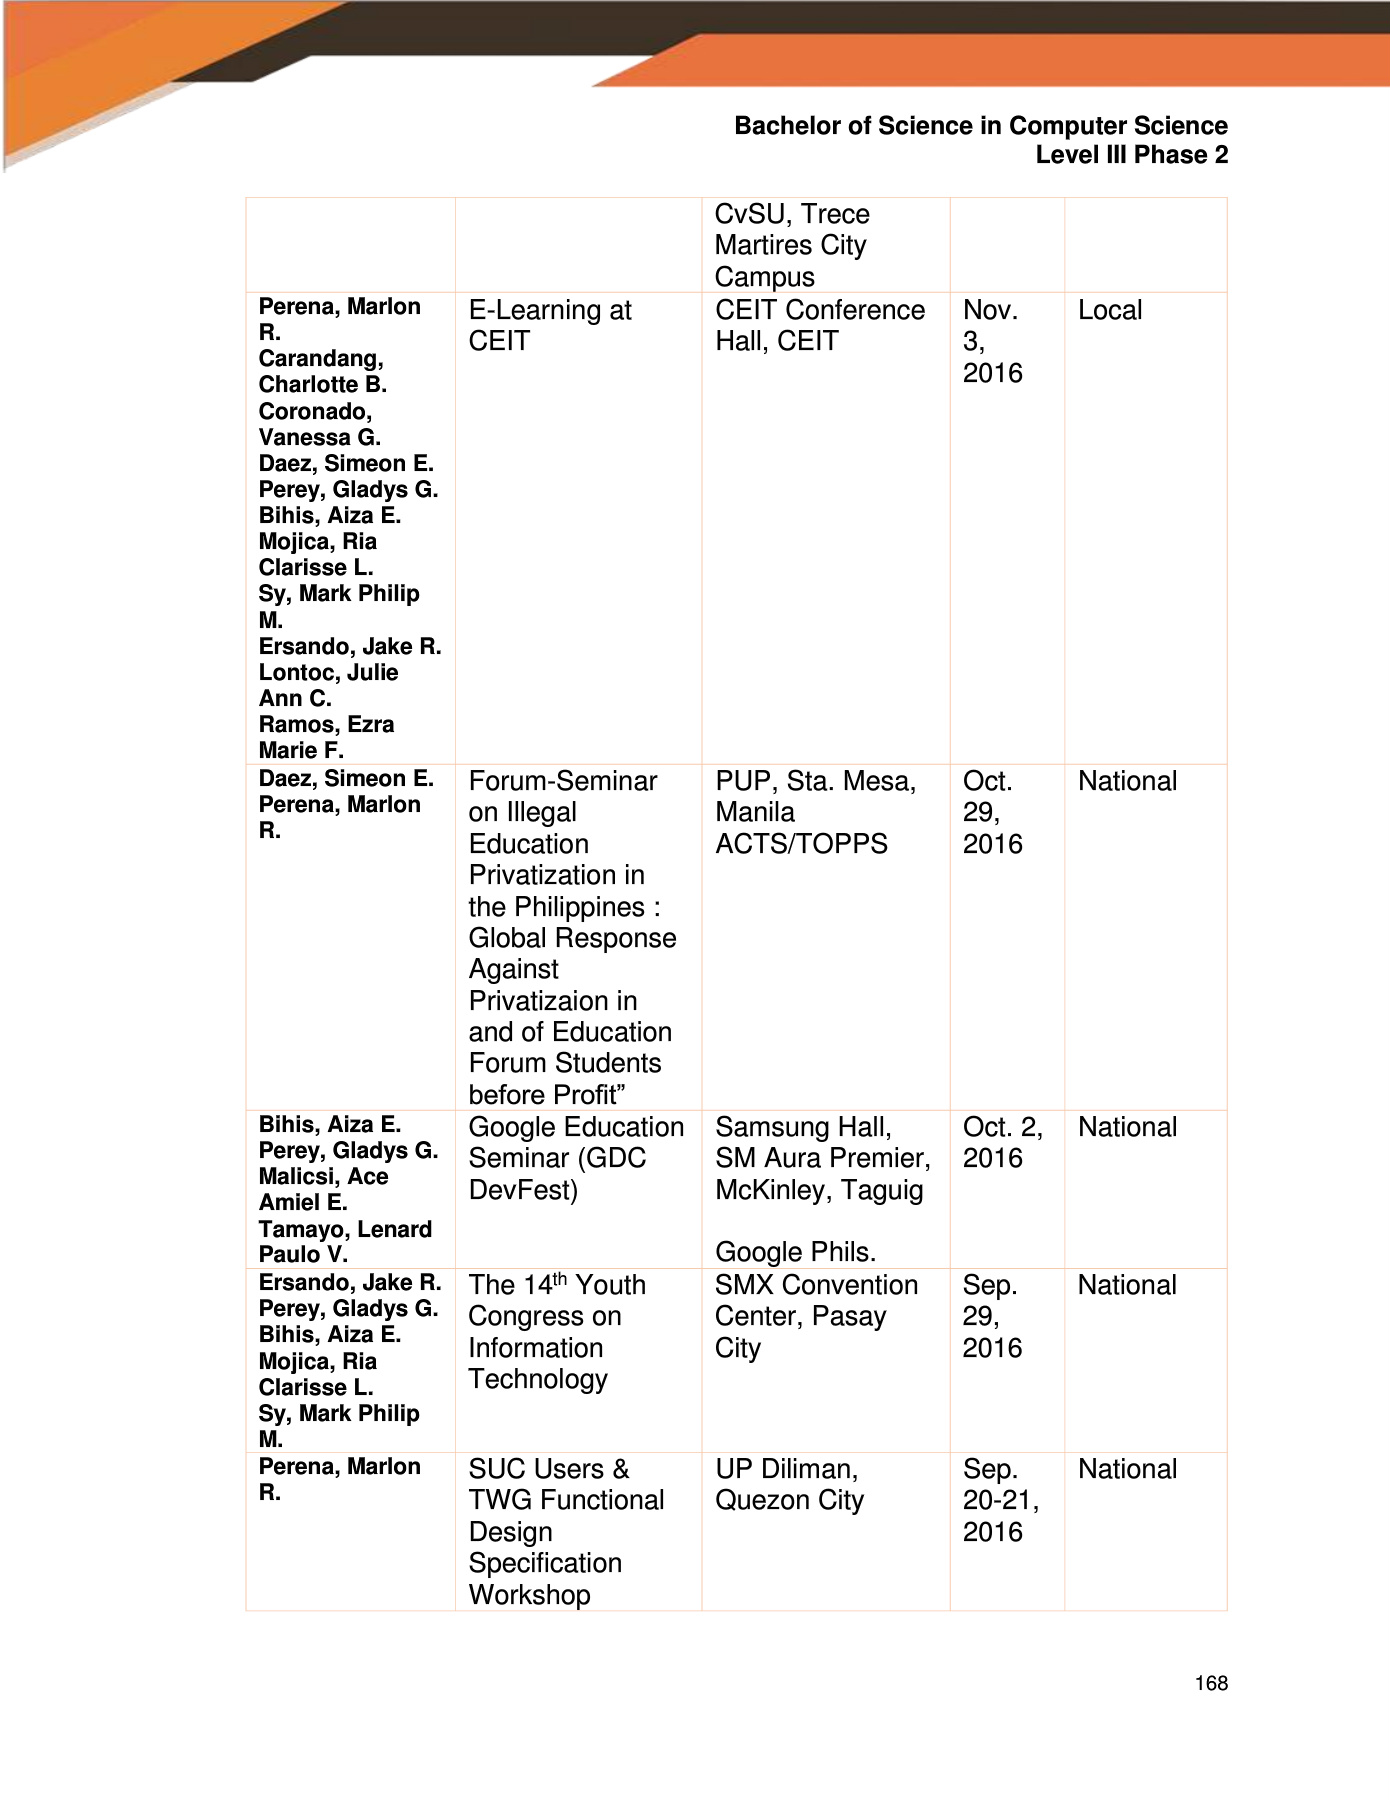 Bachelor of Science in Computer Science
Level III Phase 2
CvSU, Trece
Martires City
Campus
Perena, Marlon
R.
Carandang,
Charlotte B.
Coronado,
Vanessa G.
Daez, Simeon E.
Perey, Gladys G.
Bihis, Aiza E.
Mojica, Ria
Clarisse L.
Sy, Mark Philip
M.
Ersando, Jake R.
Lontoc, Julie
Ann C.
Ramos, Ezra
Marie F.
E-Learning at
CEIT
CEIT Conference
Hall, CEIT
Nov.
3,
2016
Local
Daez, Simeon E.
Perena, Marlon
R.
Forum-Seminar
on Illegal
Education
Privatization in
the Philippines :
Global Response
Against
Privatizaion in
and of Education
Forum Students
before Profit”
PUP, Sta. Mesa,
Manila
ACTS/TOPPS
Oct.
29,
2016
National
Bihis, Aiza E.
Perey, Gladys G.
Malicsi, Ace
Amiel E.
Tamayo, Lenard
Paulo V.
Google Education
Seminar (GDC
DevFest)
Samsung Hall,
SM Aura Premier,
McKinley, Taguig
Google Phils.
Oct. 2,
2016
National
Ersando, Jake R.
Perey, Gladys G.
Bihis, Aiza E.
Mojica, Ria
Clarisse L.
Sy, Mark Philip
M.
The 14th Youth
Congress on
Information
Technology
SMX Convention
Center, Pasay
City
Sep.
29,
2016
National
Perena, Marlon
R.
SUC Users &
TWG Functional
Design
Specification
Workshop
UP Diliman,
Quezon City
Sep.
20-21,
2016
National
168